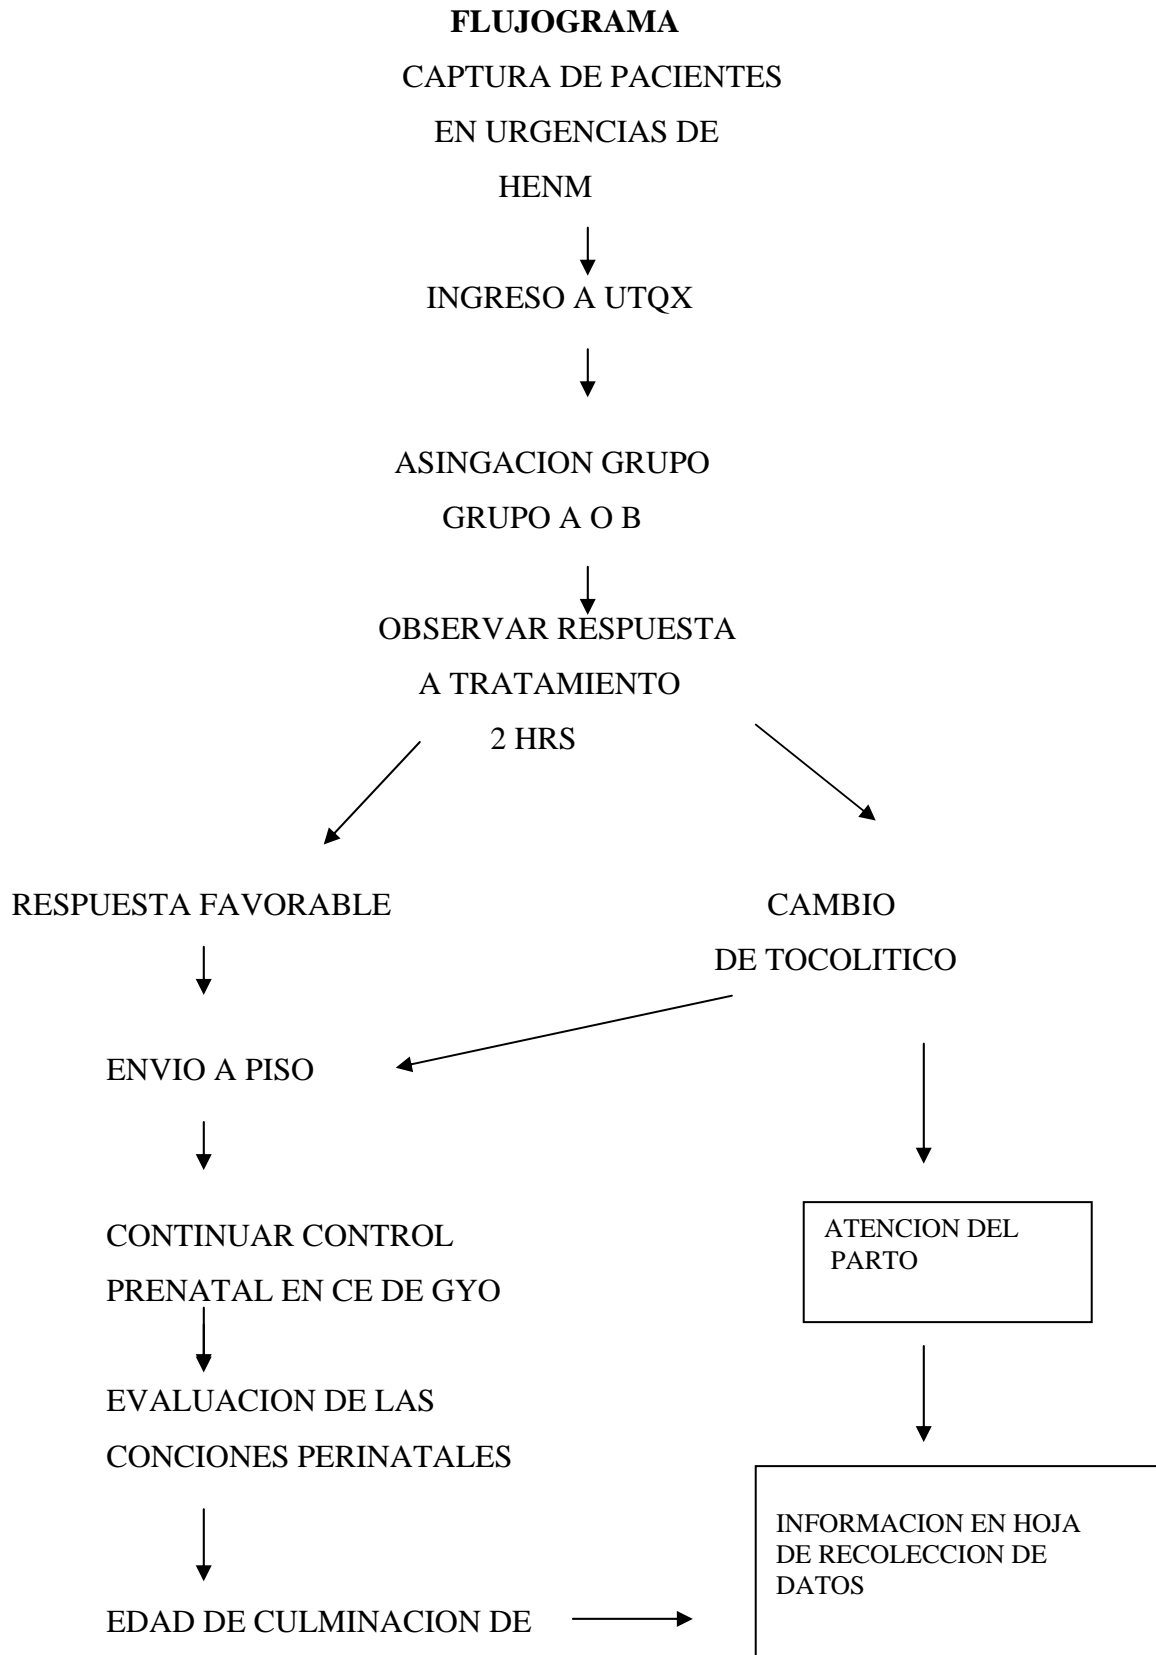 FLUJOGRAMA
CAPTURA DE PACIENTES
EN URGENCIAS DE
HENM
INGRESO A UTQX
ASINGACION GRUPO
GRUPO A O B
OBSERVAR RESPUESTA
A TRATAMIENTO
2 HRS
RESPUESTA FAVORABLE
CAMBIO
DE TOCOLITICO
ENVIO A PISO
CONTINUAR CONTROL
PRENATAL EN CE DE GYO
ATENCION DEL
PARTO
EVALUACION DE LAS
CONCIONES PERINATALES
INFORMACION EN HOJA
DE RECOLECCION DE
DATOS
EDAD DE CULMINACION DE